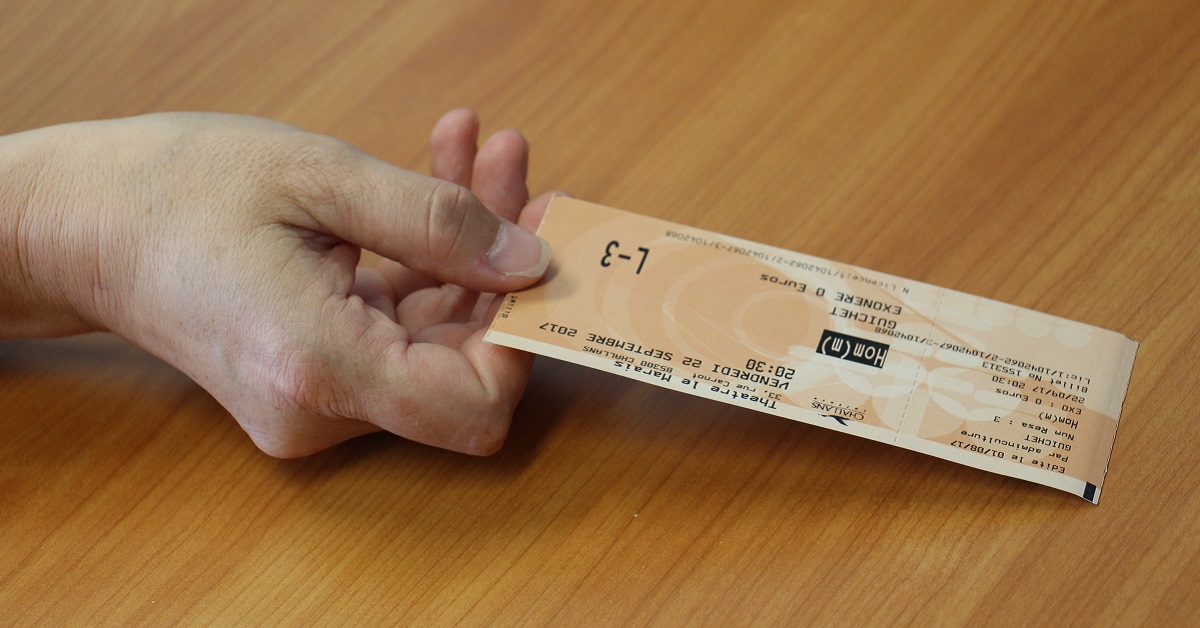 Theatre le Marais
33, rue Carnot 85300 CHALLANS
VENDREDI 22 SEPTEMBRE 2017
20:30
Hom(m)
GUICHET
EXONERE 0 Euros
L-3
N Licence:1/1042062-2/1042067-3/1042068
CHALLANS
Edite le 01/08/17
Par adminculture
GUICHET
Num Resa : 3
Hom(M)
EXO : 0 Euros
22/09/17 20:30
Billet No 155313
Lic:1/1042062-2/1042067-3/1042068